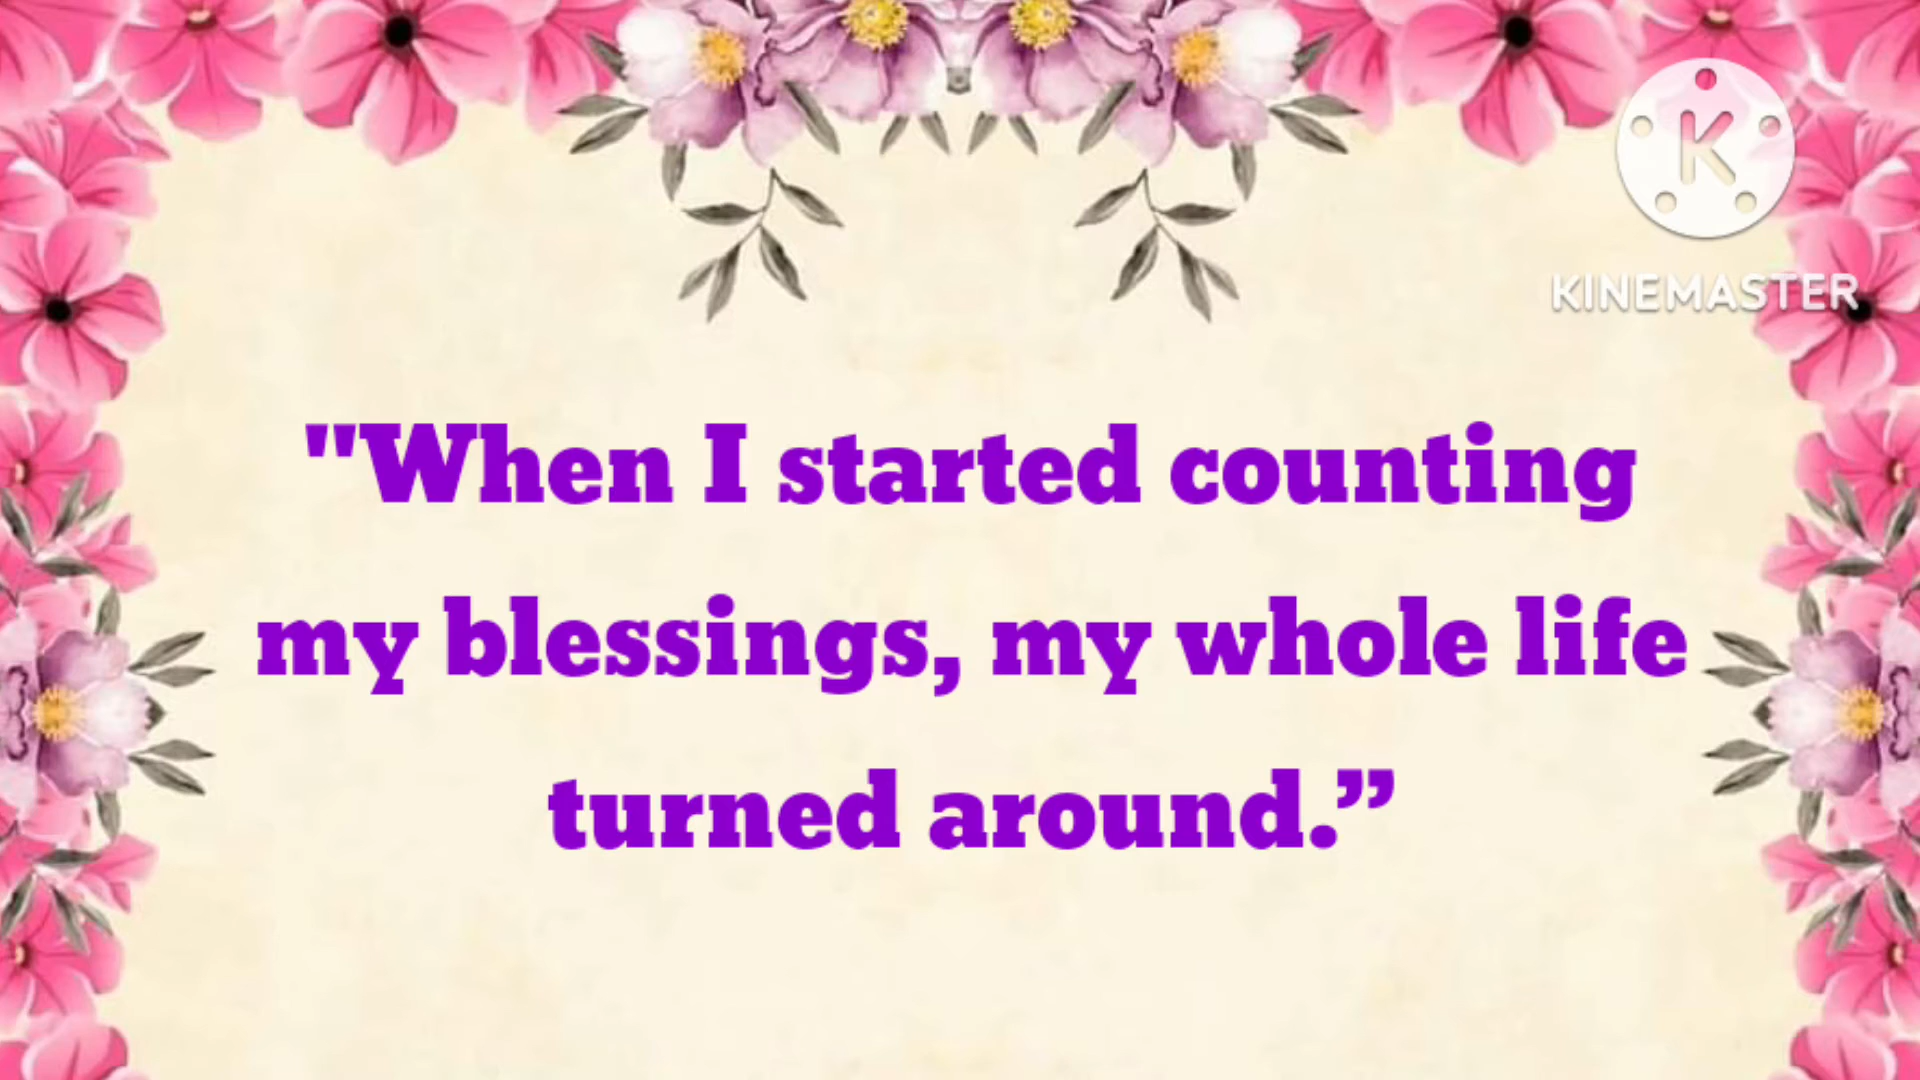 K
KINEMASTER
"When I started counting
my blessings, my whole life
turned around.”